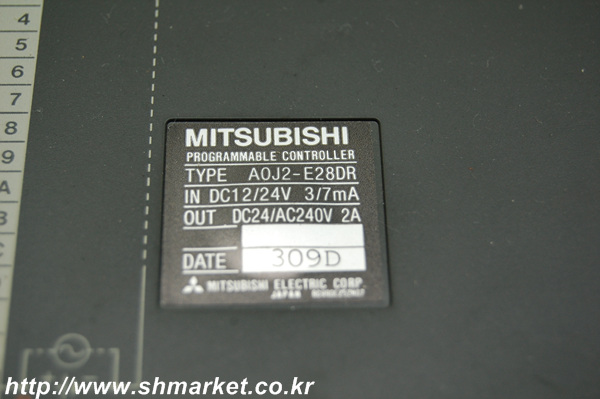 4
5
6
7
8
9
A
B
C
MITSUBISHI
PROGRAMMABLE CONTROLLER
TYPE A0J2-E28DR
IN DC12/24V 3/7mA
OUT DC24/AC240V 2A
DATE 309D
MITSUBISHI ELECTRIC CORP.
JAPAN
http://www.shmarket.co.kr